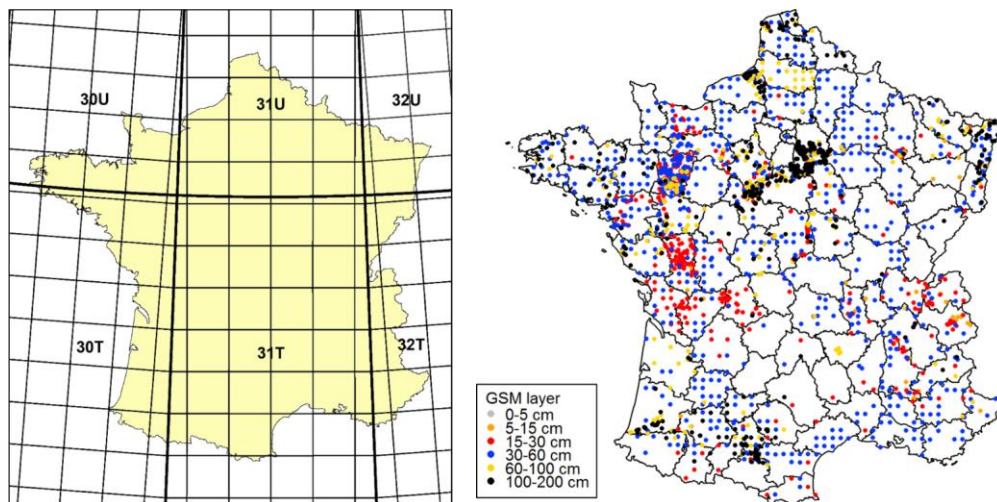 30U
31U
32U
30T
31T
32T
GSM layer
0-5 cm
5-15 cm
15-30 cm
30-60 cm
60-100 cm
100-200 cm